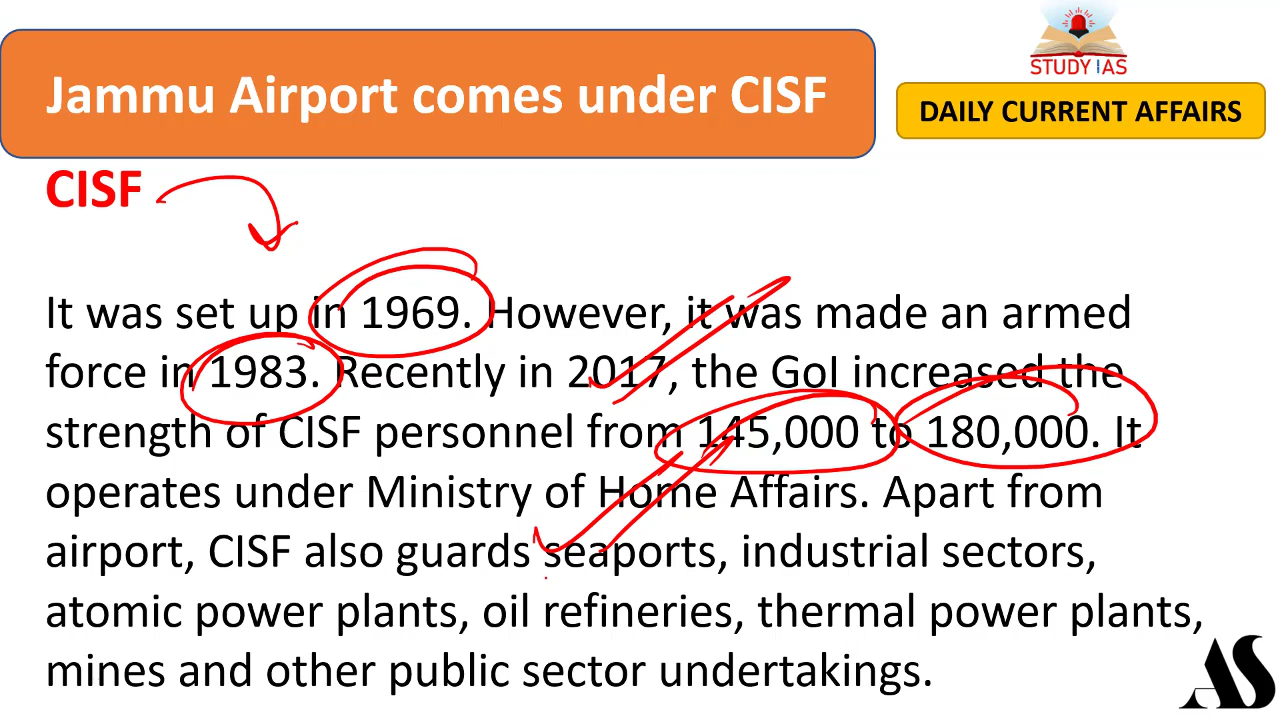 Jammu Airport comes under CISF
STUDY IAS
DAILY CURRENT AFFAIRS
CISF
It was set up in 1969. However, it was made an armed
force in 1983. Recently in 2017, the GoI increased the
strength of CISF personnel from 145,000 to 180,000. It
operates under Ministry of Home Affairs. Apart from
airport, CISF also guards seaports, industrial sectors,
atomic power plants, oil refineries, thermal power plants,
mines and other public sector undertakings.
AS